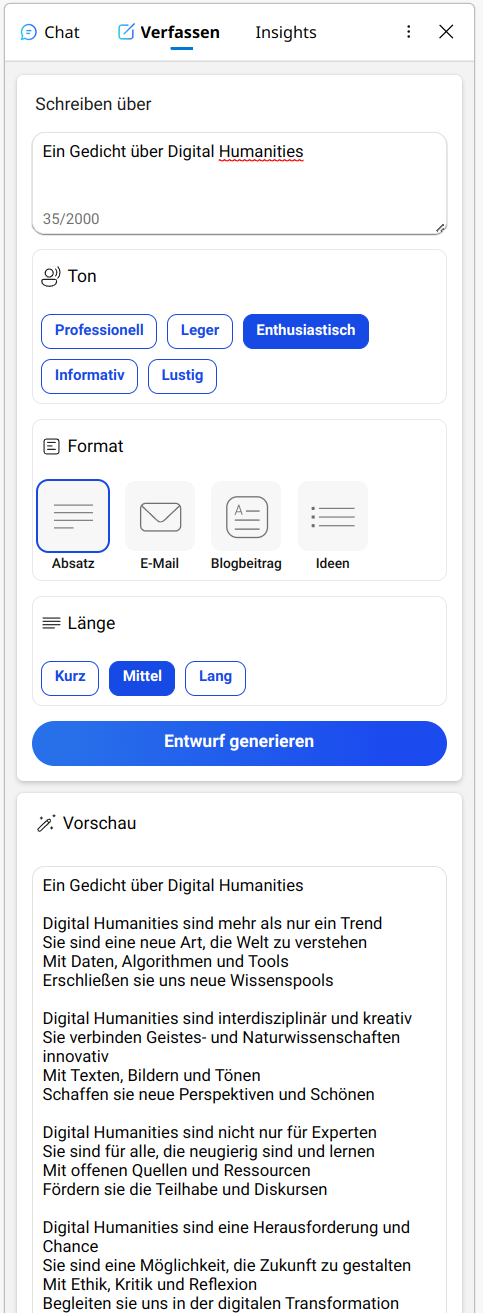 Chat Verfassen Insights
Schreiben über
Ein Gedicht über Digital Humanities
35/2000
Ton
Professionell Leger Enthusiastisch
Informativ Lustig
Format
A
Absatz E-Mail Blogbeitrag Ideen
Länge
Kurz Mittel Lang
Entwurf generieren
Vorschau
Ein Gedicht über Digital Humanities
Digital Humanities sind mehr als nur ein Trend
Sie sind eine neue Art, die Welt zu verstehen
Mit Daten, Algorithmen und Tools
Erschließen sie uns neue Wissenspools
Digital Humanities sind interdisziplinär und kreativ
Sie verbinden Geistes- und Naturwissenschaften
innovativ
Mit Texten, Bildern und Tönen
Schaffen sie neue Perspektiven und Schönen
Digital Humanities sind nicht nur für Experten
Sie sind für alle, die neugierig sind und lernen
Mit offenen Quellen und Ressourcen
Fördern sie die Teilhabe und Diskursen
Digital Humanities sind eine Herausforderung und
Chance
Sie sind eine Möglichkeit, die Zukunft zu gestalten
Mit Ethik, Kritik und Reflexion
Begleiten sie uns in der digitalen Transformation